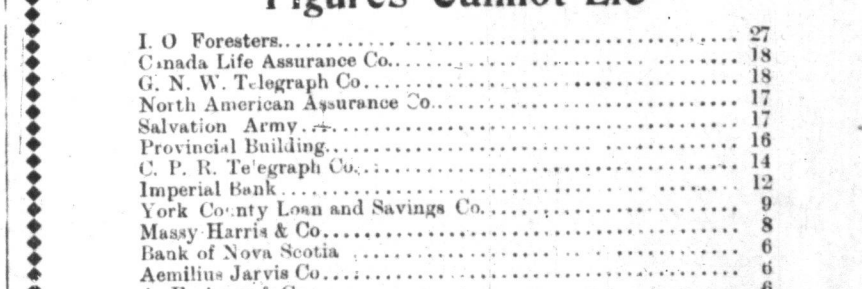 Figures Cannot Lie
I. O Foresters.......................................... 27
Canada Life Assurance Co................................ 18
G. N. W. Telegraph Co................................... 18
North American Assurance Co............................. 17
Salvation Army.......................................... 17
Provincial Building..................................... 16
C. P. R. Telegraph Co................................... 14
Imperial Bank........................................... 12
York County Loan and Savings Co......................... 9
Massy Harris & Co....................................... 8
Bank of Nova Scotia .................................... 6
Aemilius Jarvis Co...................................... 6